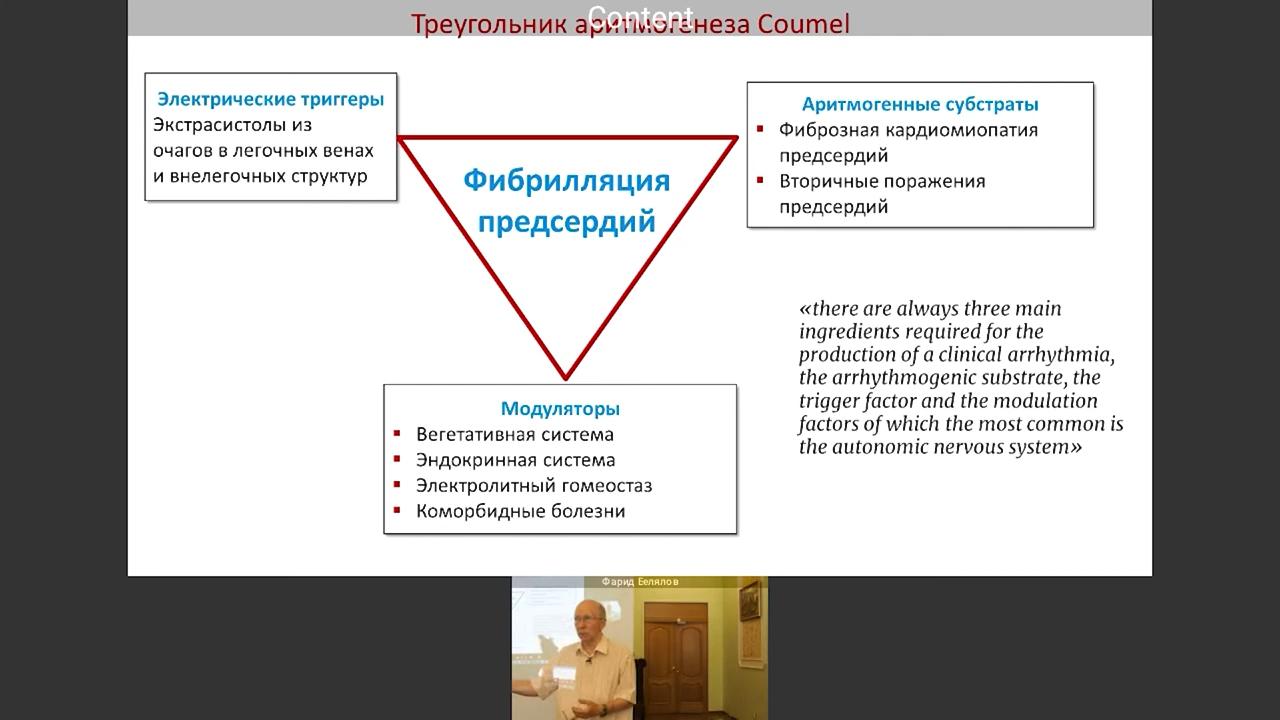 Content
Треугольник аритмогенеза Coumel
Электрические триггеры
Экстрасистолы из
очагов в легочных венах
и внелегочных структур
Аритмогенные субстраты
▪ Фиброзная кардиомиопатия
предсердий
▪ Вторичные поражения
предсердий
Фибрилляция
предсердий
«there are always three main
ingredients required for the
production of a clinical arrhythmia,
the arrhythmogenic substrate, the
trigger factor and the modulation
factors of which the most common is
the autonomic nervous system»
Модуляторы
▪ Вегетативная система
▪ Эндокринная система
▪ Электролитный гомеостаз
▪ Коморбидные болезни
Фарид Белялов